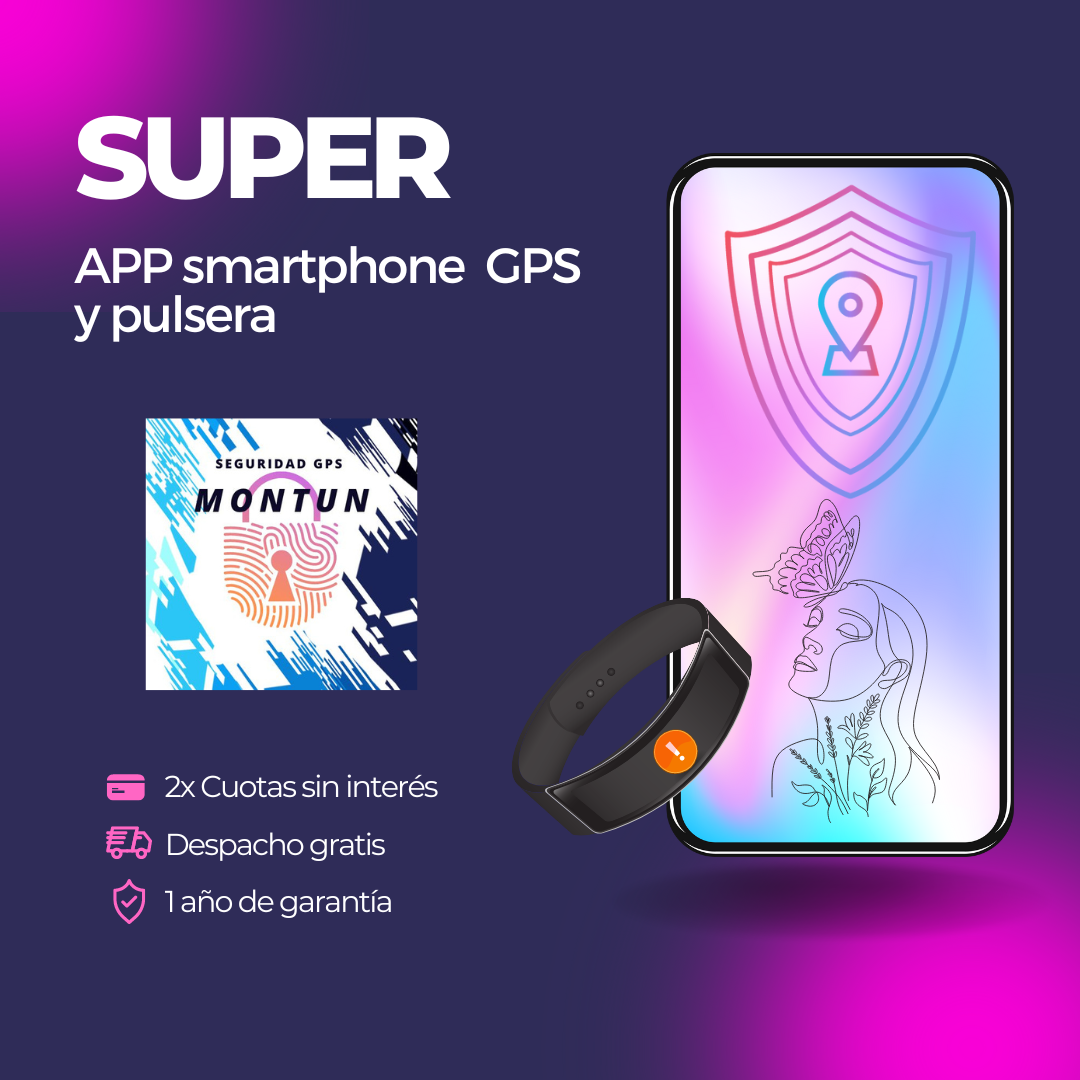 SUPER
APP smartphone GPS
y pulsera
SEGURIDAD GPS
MONTUN
2x Cuotas sin interés
Despacho gratis
1 año de garantía